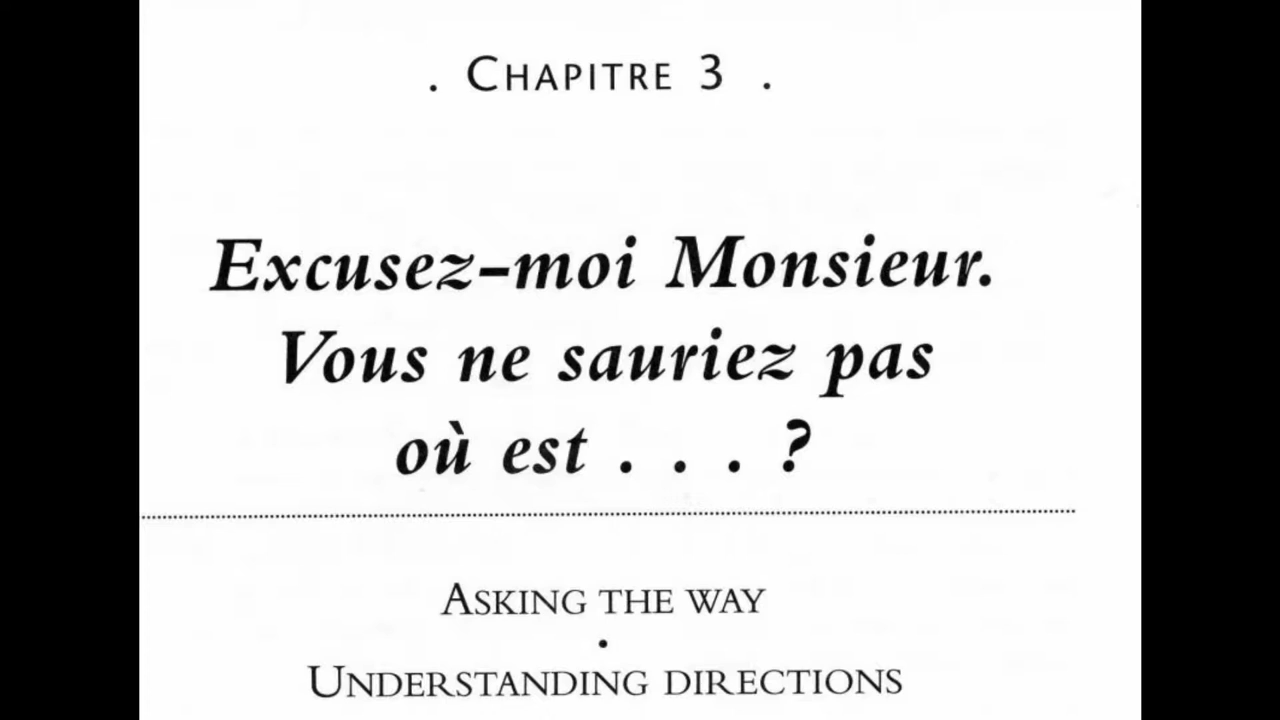 . CHAPITRE 3 .
Excusez-moi Monsieur.
Vous ne sauriez pas
où est . . . ?
ASKING THE WAY
•
UNDERSTANDING DIRECTIONS